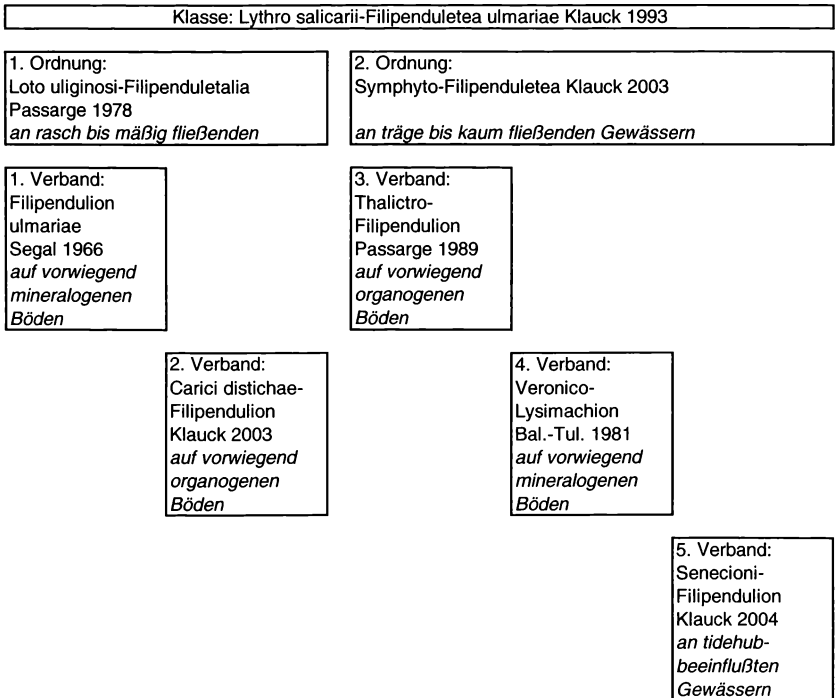 Klasse: Lythro salicarii-Filipenduletea ulmariae Klauck 1993
1. Ordnung:
Loto uliginosi-Filipenduletalia
Passarge 1978
an rasch bis mäßig fließenden
2. Ordnung:
Symphyto-Filipenduletea Klauck 2003
an träge bis kaum fließenden Gewässern
1. Verband:
Filipendulion
ulmariae
Segal 1966
auf vorwiegend
mineralogenen
Böden
3. Verband:
Thalictro-
Filipendulion
Passarge 1989
auf vorwiegend
organogenen
Böden
2. Verband:
Carici distichae-
Filipendulion
Klauck 2003
auf vorwiegend
organogenen
Böden
4. Verband:
Veronico-
Lysimachion
Bal.-Tul. 1981
auf vorwiegend
mineralogenen
Böden
5. Verband:
Senecioni-
Filipendulion
Klauck 2004
an tidehub-
beeinflußten
Gewässern